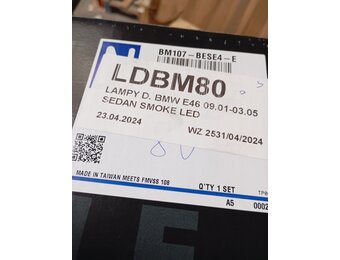 BM107-BESE4-E
LDBM80
LAMPY D. BMW E46 09.01-03.05
SEDAN SMOKE LED
23.04.2024 WZ 2531/04/2024
80
MADE IN TAIWAN MEETS FMVSS 108
Q'TY 1 SET
A5